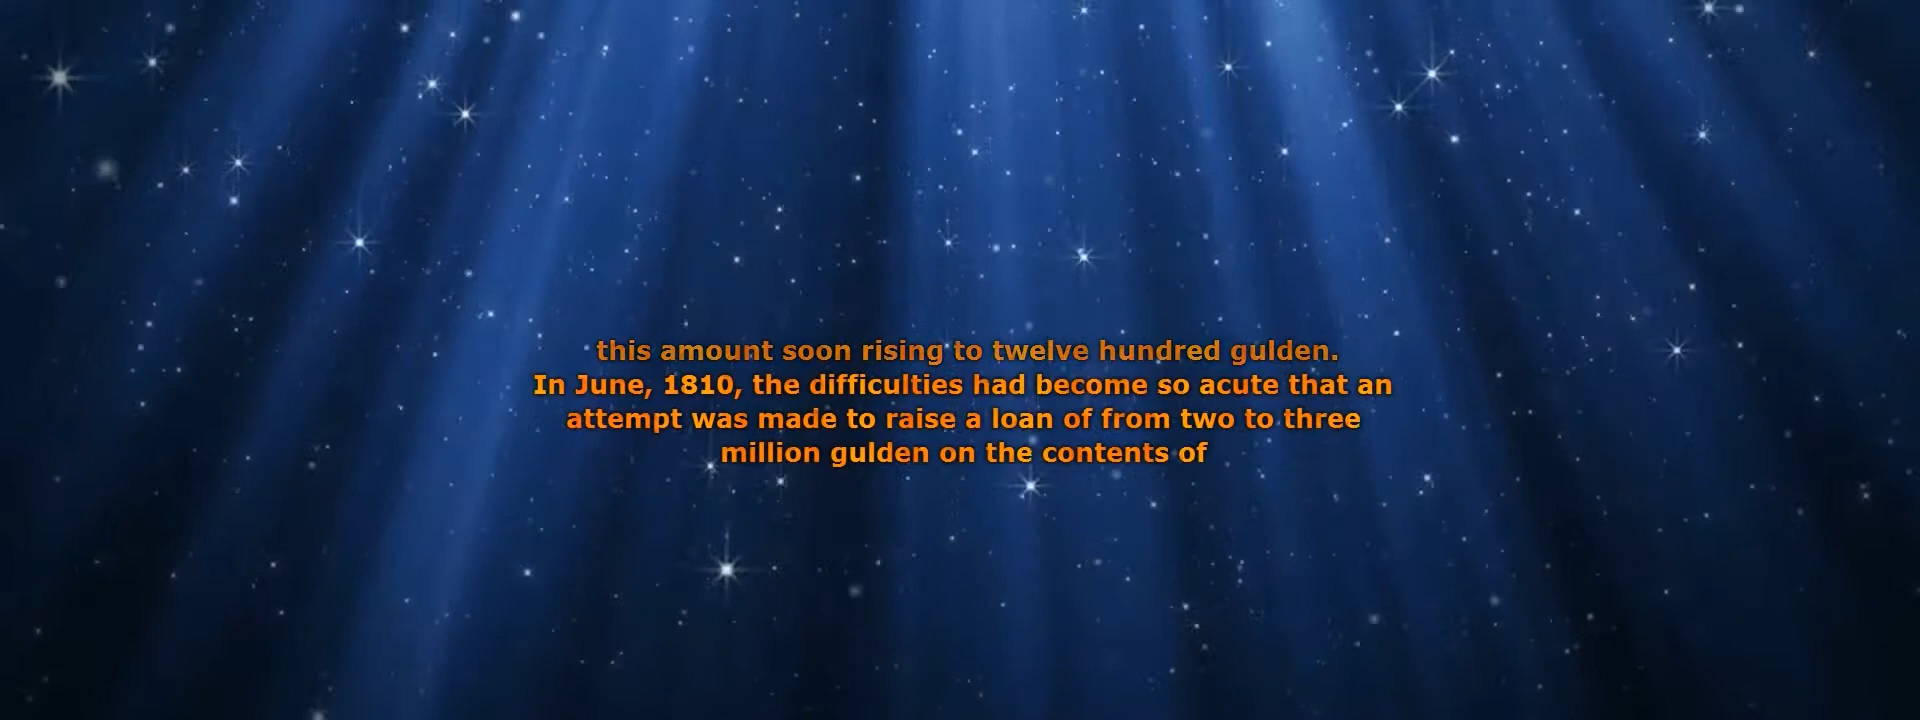 this amount soon rising to twelve hundred gulden.
In June, 1810, the difficulties had become so acute that an
attempt was made to raise a loan of from two to three
million gulden on the contents of